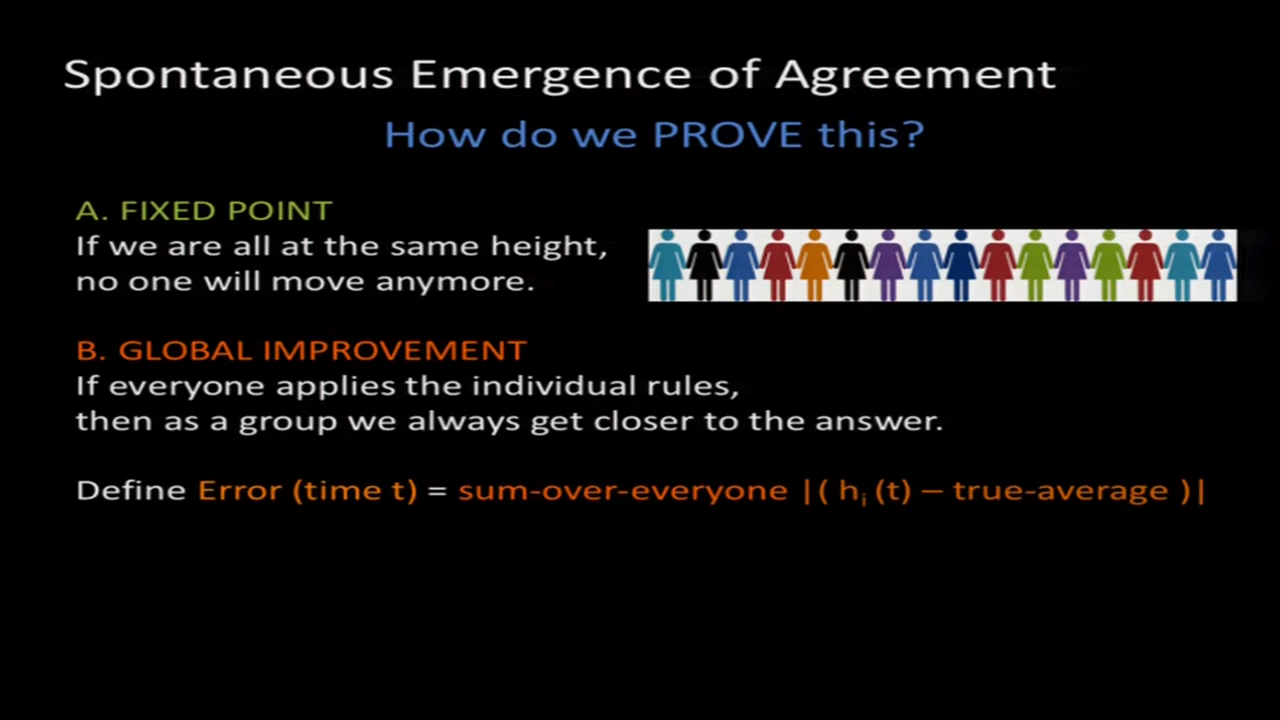 Spontaneous Emergence of Agreement
How do we PROVE this?
A. FIXED POINT
If we are all at the same height,
no one will move anymore.
B. GLOBAL IMPROVEMENT
If everyone applies the individual rules,
then as a group we always get closer to the answer.
Define Error (time t) = sum-over-everyone |( hᵢ (t) – true-average )|